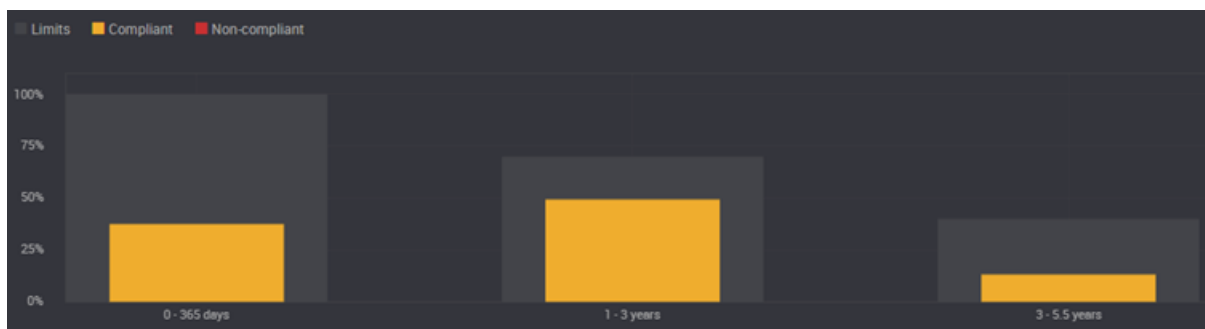 Limits Compliant Non-compliant
100%
75%
50%
25%
0%
0 - 365 days 1 - 3 years 3 - 5.5 years